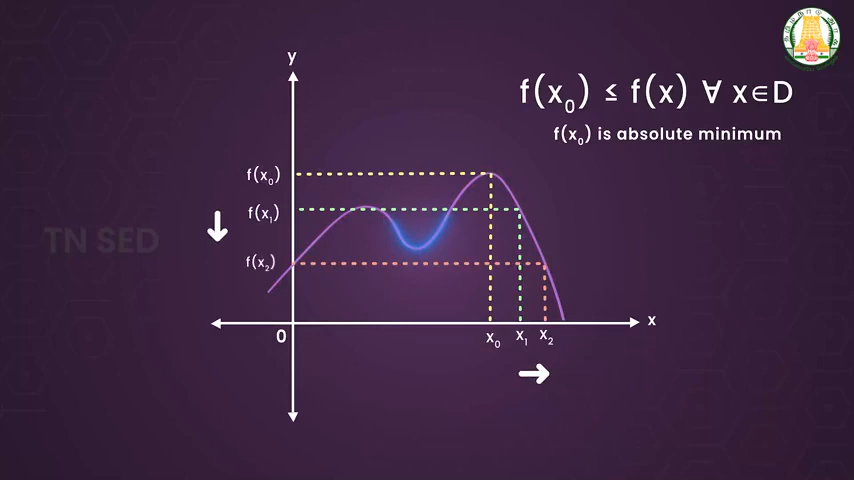 y
f(x₀) ≤ f(x) ∀ x∈D
f(x₀) is absolute minimum
f(x₀)
f(x₁)
TN SED
f(x₂)
x
0
x₀ x₁ x₂